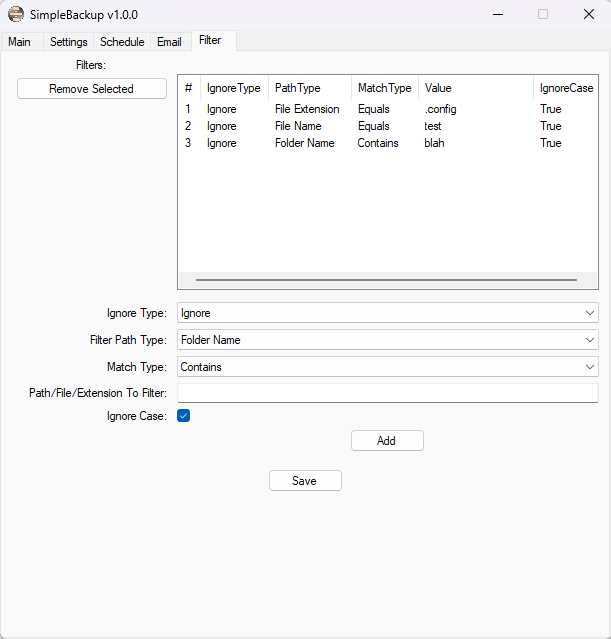 SimpleBackup v1.0.0
Main Settings Schedule Email Filter
Filters:
Remove Selected
# IgnoreType PathType MatchType Value IgnoreCase
1 Ignore File Extension Equals .config True
2 Ignore File Name Equals test True
3 Ignore Folder Name Contains blah True
Ignore Type: Ignore
Filter Path Type: Folder Name
Match Type: Contains
Path/File/Extension To Filter:
Ignore Case:
Add
Save